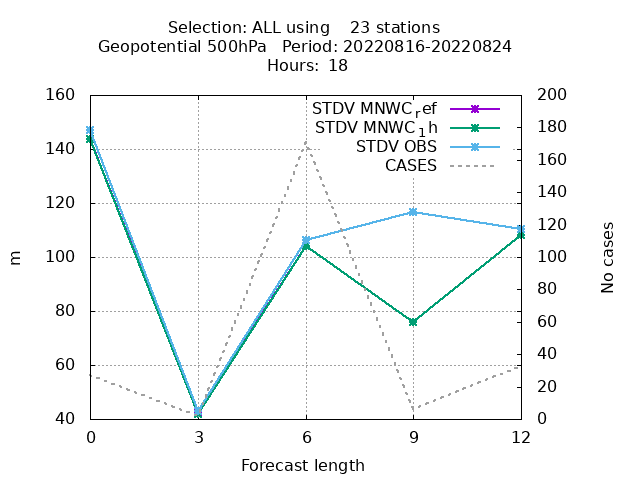 Selection: ALL using    23 stations
Geopotential 500hPa   Period: 20220816-20220824
Hours:  18
STDV MNWCref
STDV MNWC1h
STDV OBS
CASES
160
140
120
100
80
60
40
200
180
160
140
120
100
80
60
40
20
0
m
No cases
0 3 6 9 12
Forecast length